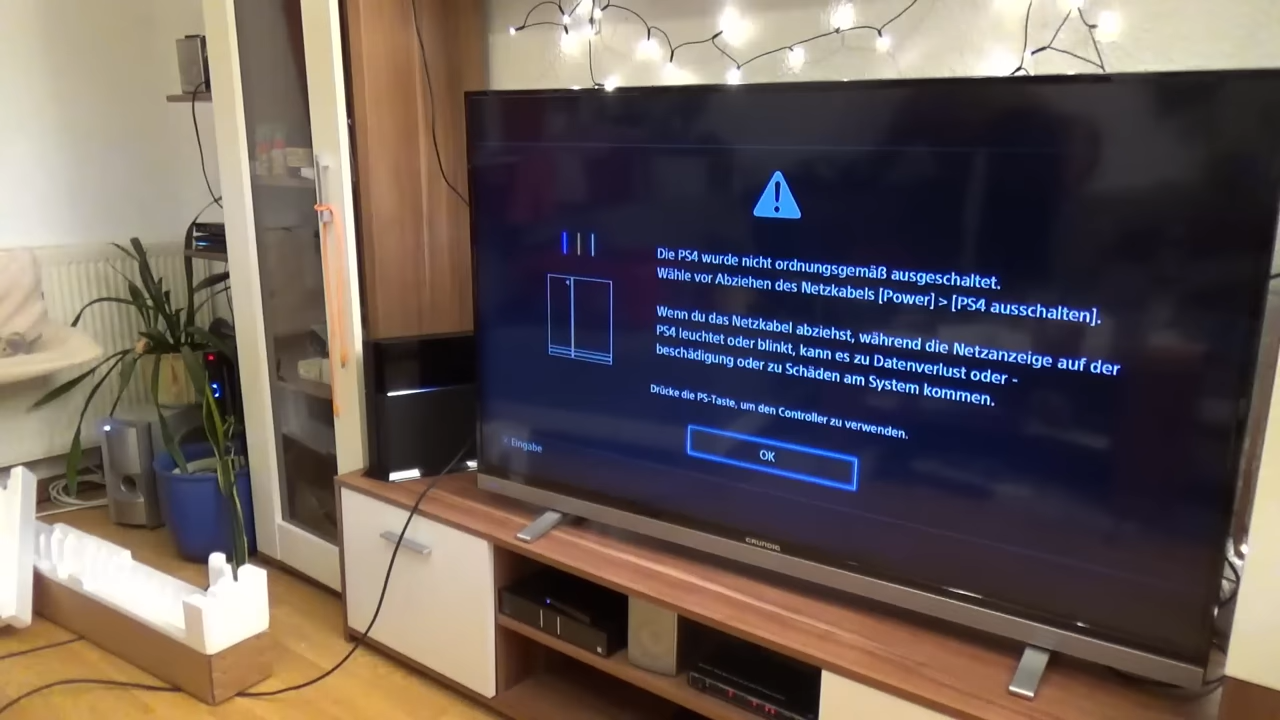 Die PS4 wurde nicht ordnungsgemäß ausgeschaltet.
Wähle vor Abziehen des Netzkabels [Power] > [PS4 ausschalten].
Wenn du das Netzkabel abziehst, während die Netzanzeige auf der
PS4 leuchtet oder blinkt, kann es zu Datenverlust oder -
beschädigung oder zu Schäden am System kommen.
Drücke die PS-Taste, um den Controller zu verwenden.
OK
Eingabe
GRUNDIG